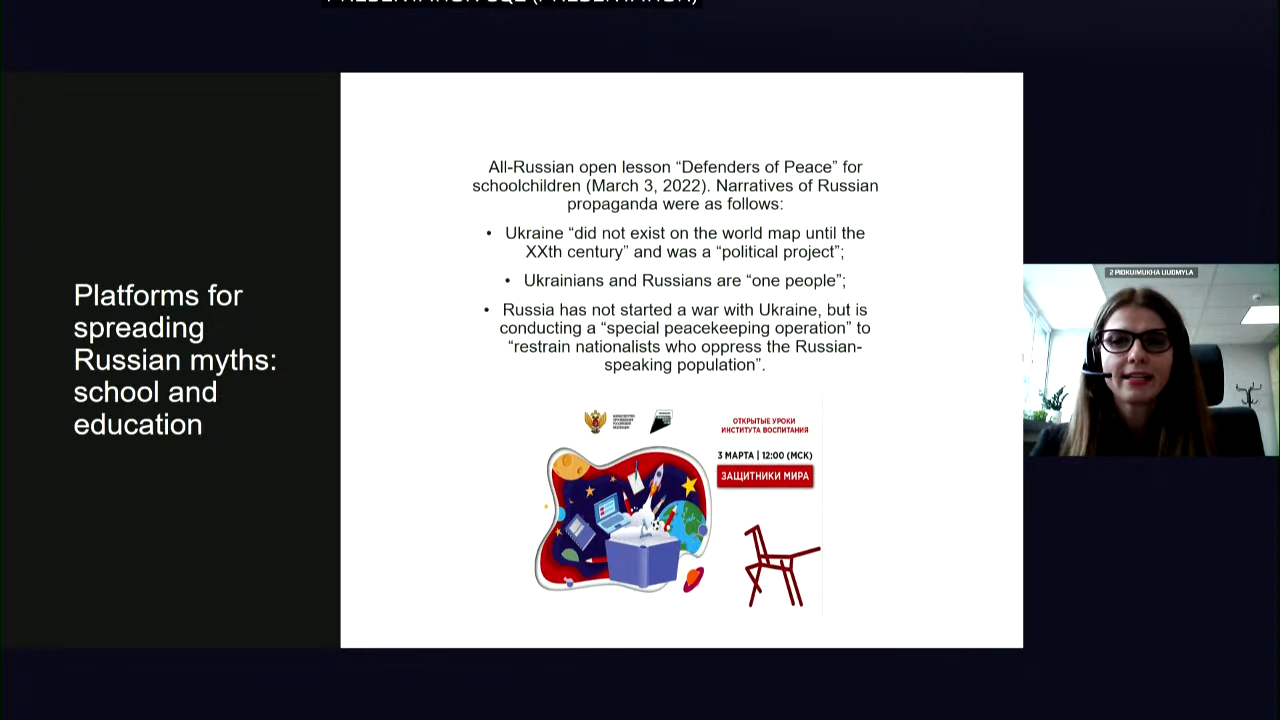 Platforms for
spreading
Russian myths:
school and
education
All-Russian open lesson “Defenders of Peace” for
schoolchildren (March 3, 2022). Narratives of Russian
propaganda were as follows:
• Ukraine “did not exist on the world map until the
XXth century” and was a “political project”;
• Ukrainians and Russians are “one people”;
• Russia has not started a war with Ukraine, but is
conducting a “special peacekeeping operation” to
“restrain nationalists who oppress the Russian-
speaking population”.
ОТКРЫТЫЕ УРОКИ
ИНСТИТУТА ВОСПИТАНИЯ
3 МАРТА | 12:00 (МСК)
ЗАЩИТНИКИ МИРА
2 PIDKUIMUKHA LIUDMYLA